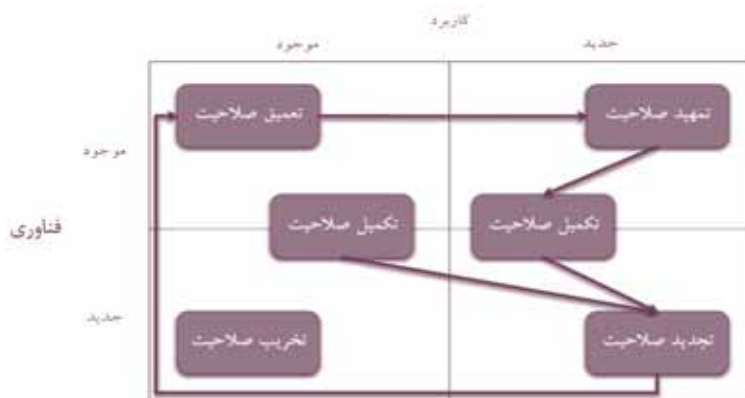 کاربرد
جدید
موجود
تمهید صلاحیت
تعمیق صلاحیت
موجود
تکمیل صلاحیت
تکمیل صلاحیت
فناوری
جدید
تجدید صلاحیت
تخریب صلاحیت